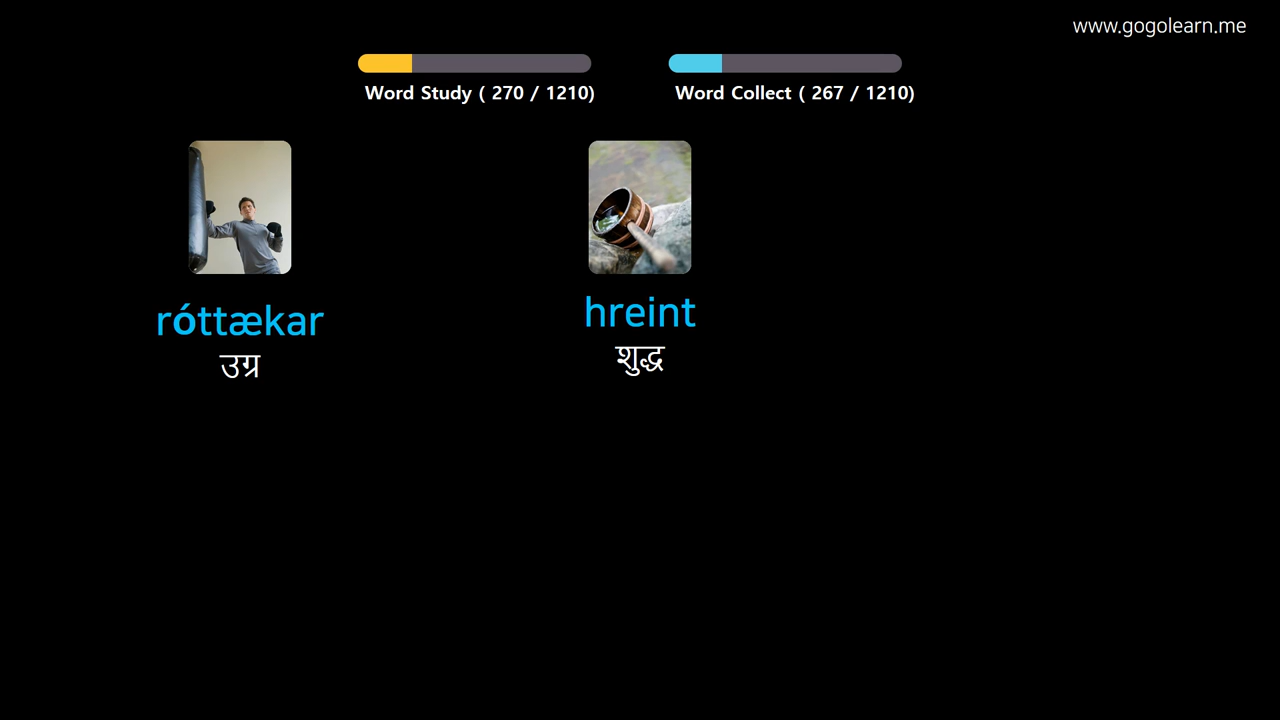 www.gogolearn.me
Word Study ( 270 / 1210)
Word Collect ( 267 / 1210)
róttækar
उग्र
hreint
शुद्ध